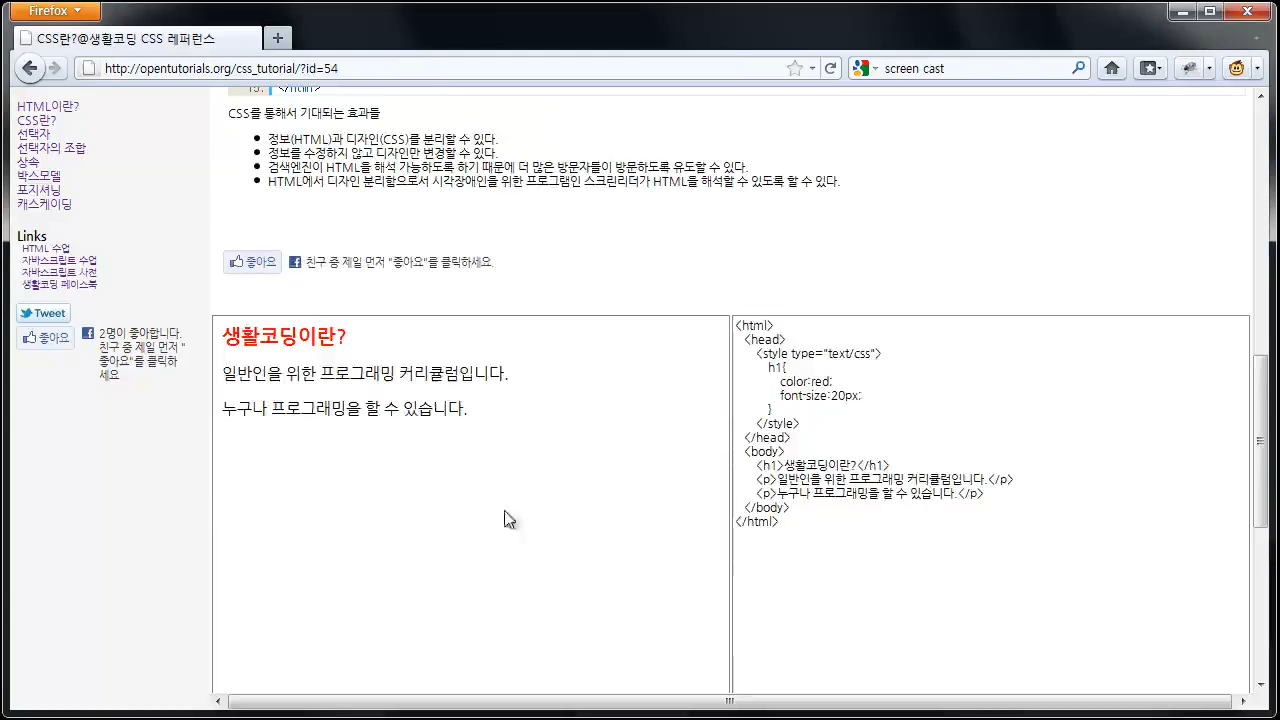 Firefox
CSS란?@생활코딩 CSS 레퍼런스
http://opentutorials.org/css_tutorial/?id=54
screen cast
HTML이란?
CSS란?
선택자
선택자의 조합
상속
박스모델
포지셔닝
캐스케이딩
Links
HTML 수업
자바스크립트 수업
자바스크립트 사전
생활코딩 페이스북
Tweet
좋아요
2명이 좋아합니다.
친구 중 제일 먼저 "
좋아요"를 클릭하
세요
15. </html>
CSS를 통해서 기대되는 효과들
정보(HTML)과 디자인(CSS)를 분리할 수 있다.
정보를 수정하지 않고 디자인만 변경할 수 있다.
검색엔진이 HTML을 해석 가능하도록 하기 때문에 더 많은 방문자들이 방문하도록 유도할 수 있다.
HTML에서 디자인 분리함으로서 시각장애인을 위한 프로그램인 스크린리더가 HTML을 해석할 수 있도록 할 수 있다.
좋아요 친구 중 제일 먼저 "좋아요"를 클릭하세요.
생활코딩이란?
일반인을 위한 프로그래밍 커리큘럼입니다.
누구나 프로그래밍을 할 수 있습니다.
<html>
<head>
<style type="text/css">
h1{
color:red;
font-size:20px;
}
</style>
</head>
<body>
<h1>생활코딩이란?</h1>
<p>일반인을 위한 프로그래밍 커리큘럼입니다.</p>
<p>누구나 프로그래밍을 할 수 있습니다.</p>
</body>
</html>